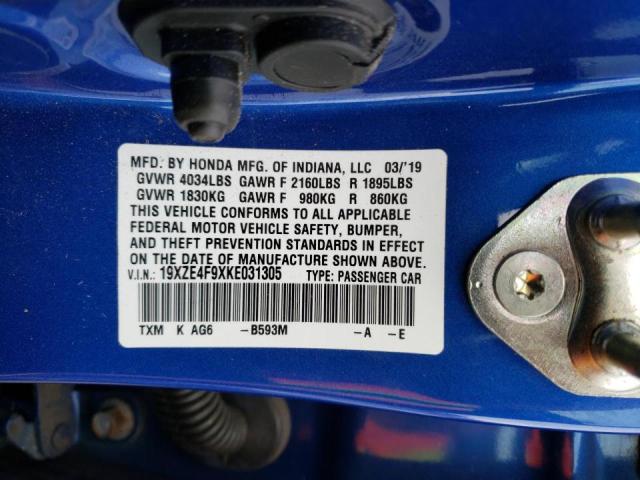 MFD. BY HONDA MFG. OF INDIANA, LLC 03/'19
GVWR 4034LBS GAWR F 2160LBS R 1895LBS
GVWR 1830KG GAWR F 980KG R 860KG
THIS VEHICLE CONFORMS TO ALL APPLICABLE
FEDERAL MOTOR VEHICLE SAFETY, BUMPER,
AND THEFT PREVENTION STANDARDS IN EFFECT
ON THE DATE OF MANUFACTURE SHOWN ABOVE.
V.I.N.: 19XZE4F9XKE031305 TYPE: PASSENGER CAR
TXM K AG6 -B593M -A -E